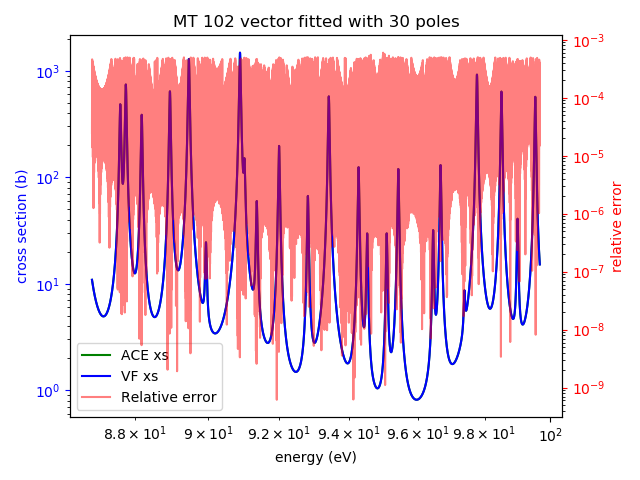 MT 102 vector fitted with 30 poles
10³
10²
10¹
10⁰
cross section (b)
10⁻³
10⁻⁴
10⁻⁵
10⁻⁶
10⁻⁷
10⁻⁸
10⁻⁹
relative error
ACE xs
VF xs
Relative error
8.8 × 10¹ 9 × 10¹ 9.2 × 10¹ 9.4 × 10¹ 9.6 × 10¹ 9.8 × 10¹ 10²
energy (eV)